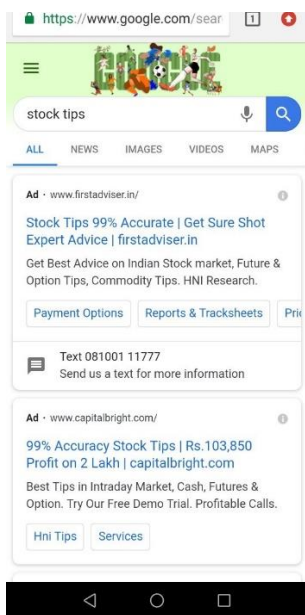 https://www.google.com/sear
1
GOOGLE
stock tips
ALL NEWS IMAGES VIDEOS MAPS
Ad · www.firstadviser.in/
Stock Tips 99% Accurate | Get Sure Shot
Expert Advice | firstadviser.in
Get Best Advice on Indian Stock market, Future &
Option Tips, Commodity Tips. HNI Research.
Payment Options Reports & Tracksheets Pric
Text 081001 11777
Send us a text for more information
Ad · www.capitalbright.com/
99% Accuracy Stock Tips | Rs.103,850
Profit on 2 Lakh | capitalbright.com
Best Tips in Intraday Market, Cash, Futures &
Option. Try Our Free Demo Trial. Profitable Calls.
Hni Tips Services